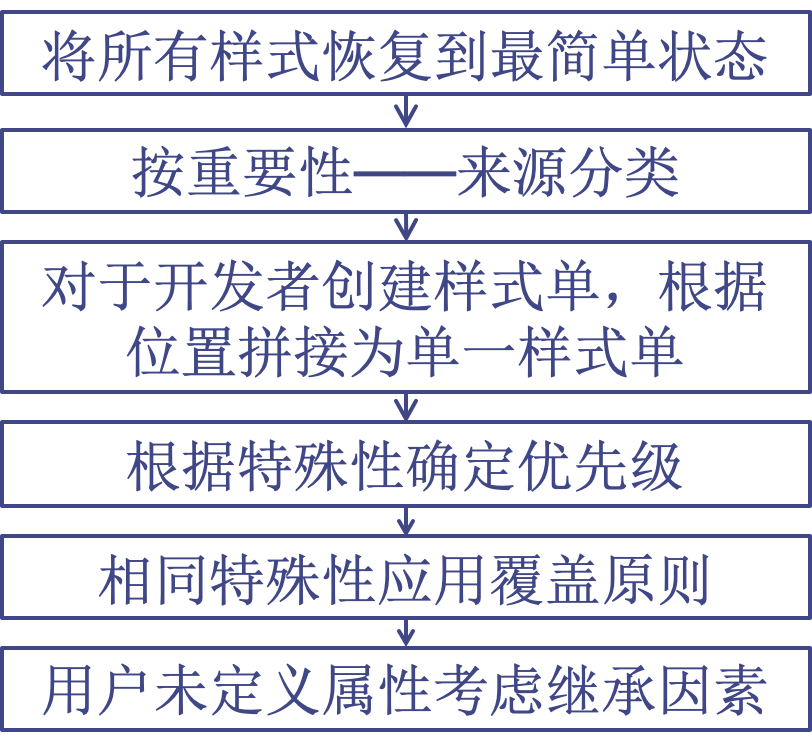 将所有样式恢复到最简单状态
按重要性——来源分类
对于开发者创建样式单，根据
位置拼接为单一样式单
根据特殊性确定优先级
相同特殊性应用覆盖原则
用户未定义属性考虑继承因素